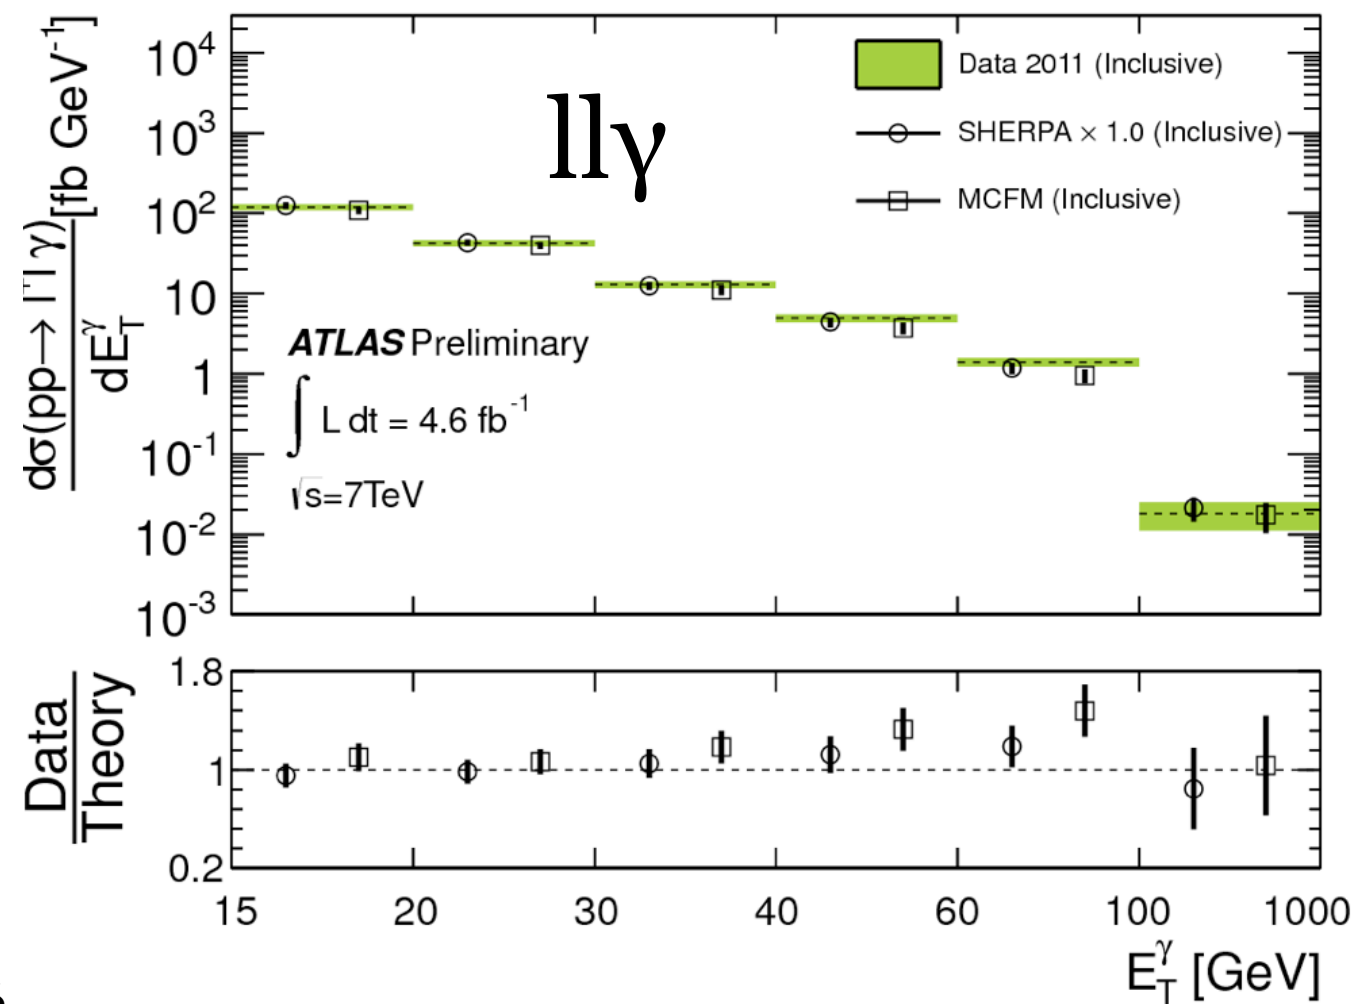 dσ(pp→ l⁺l γ)
dE_T^γ
[fb GeV⁻¹]
10⁴
10³
10²
10
1
10⁻¹
10⁻²
10⁻³
llγ
Data 2011 (Inclusive)
SHERPA × 1.0 (Inclusive)
MCFM (Inclusive)
ATLAS Preliminary
∫ L dt = 4.6 fb⁻¹
√s=7TeV
Data
Theory
1.8
1
0.2
15 20 30 40 60 100 1000
E_T^γ [GeV]